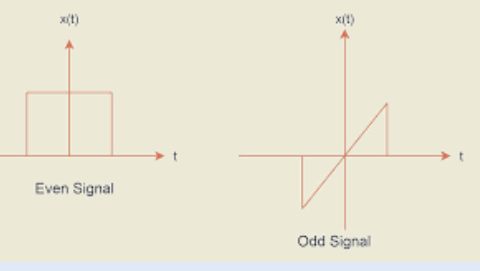 x(t)
t
Even Signal
x(t)
t
Odd Signal